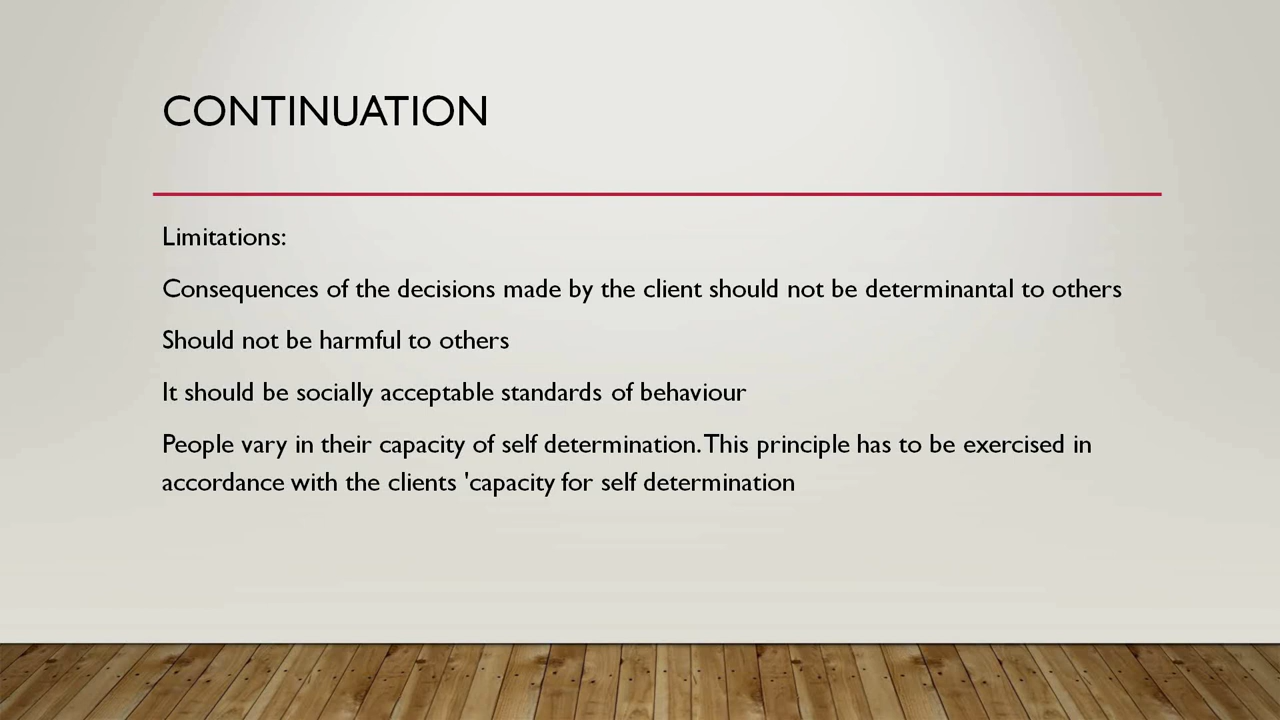 CONTINUATION
Limitations:
Consequences of the decisions made by the client should not be determinantal to others
Should not be harmful to others
It should be socially acceptable standards of behaviour
People vary in their capacity of self determination. This principle has to be exercised in
accordance with the clients 'capacity for self determination